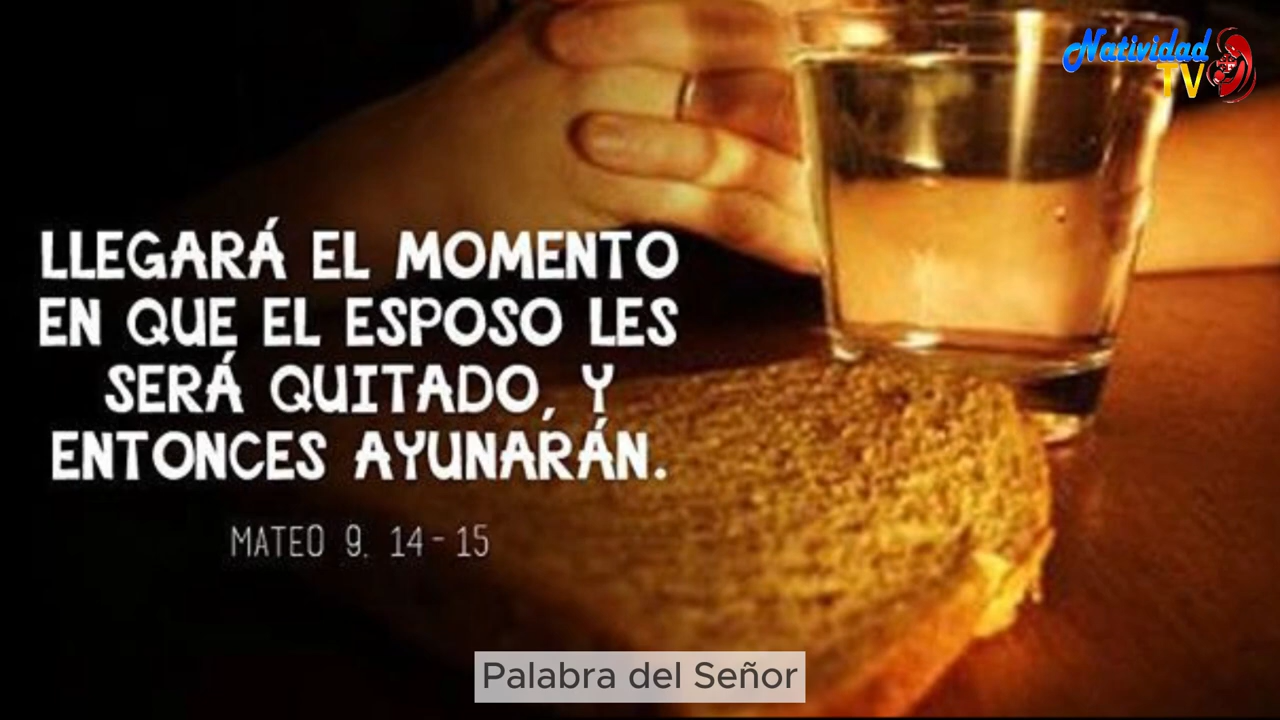 Natividad
TV
LLEGARÁ EL MOMENTO
EN QUE EL ESPOSO LES
SERÁ QUITADO, Y
ENTONCES AYUNARÁN.
MATEO 9, 14-15
Palabra del Señor